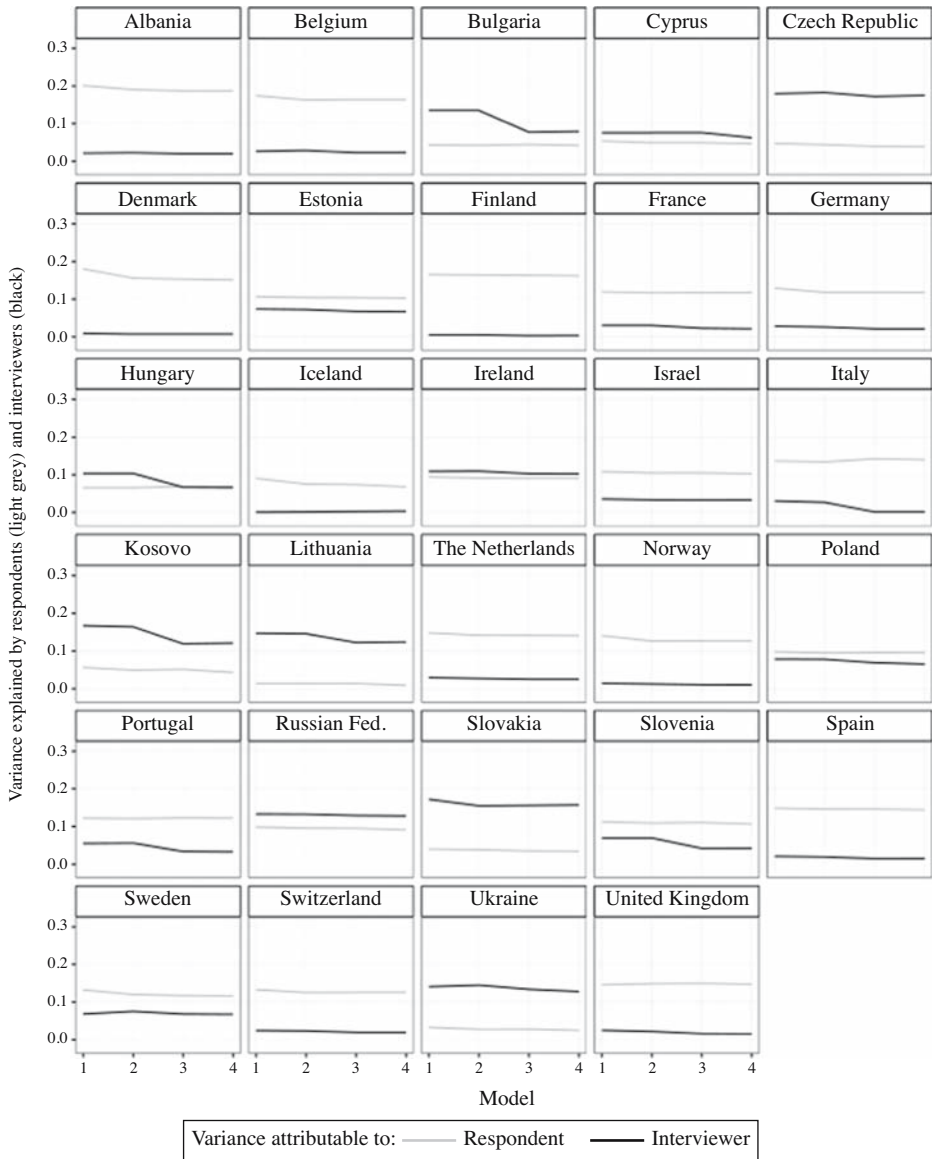 Albania Belgium Bulgaria Cyprus Czech Republic
0.3
0.2
0.1
0.0
Denmark Estonia Finland France Germany
0.3
0.2
0.1
0.0
Hungary Iceland Ireland Israel Italy
0.3
0.2
0.1
0.0
Kosovo Lithuania The Netherlands Norway Poland
0.3
0.2
0.1
0.0
Portugal Russian Fed. Slovakia Slovenia Spain
0.3
0.2
0.1
0.0
Sweden Switzerland Ukraine United Kingdom
0.3
0.2
0.1
0.0
1 2 3 4 1 2 3 4 1 2 3 4 1 2 3 4
Variance explained by respondents (light grey) and interviewers (black)
Model
Variance attributable to: Respondent Interviewer